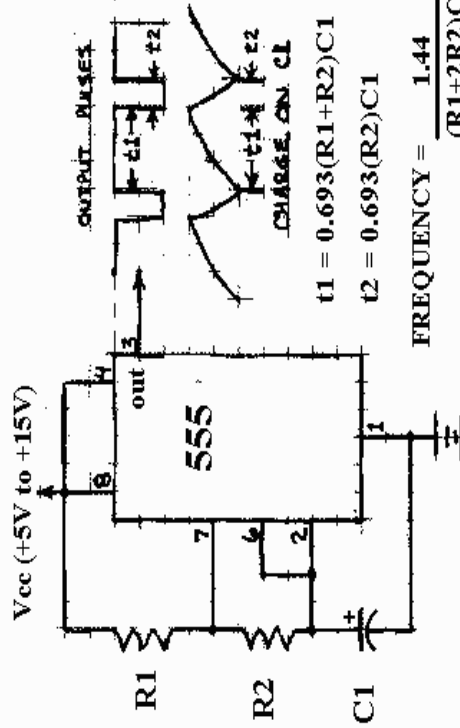 Vcc (+5V to +15V)
R1
R2
C1
8
4
7
6
2
1
3
out
555
+
OUTPUT PULSES
t1
t2
t1
t2
CHARGE ON C1
t1 = 0.693(R1+R2)C1
t2 = 0.693(R2)C1
FREQUENCY = 1.44
(R1+2R2)C